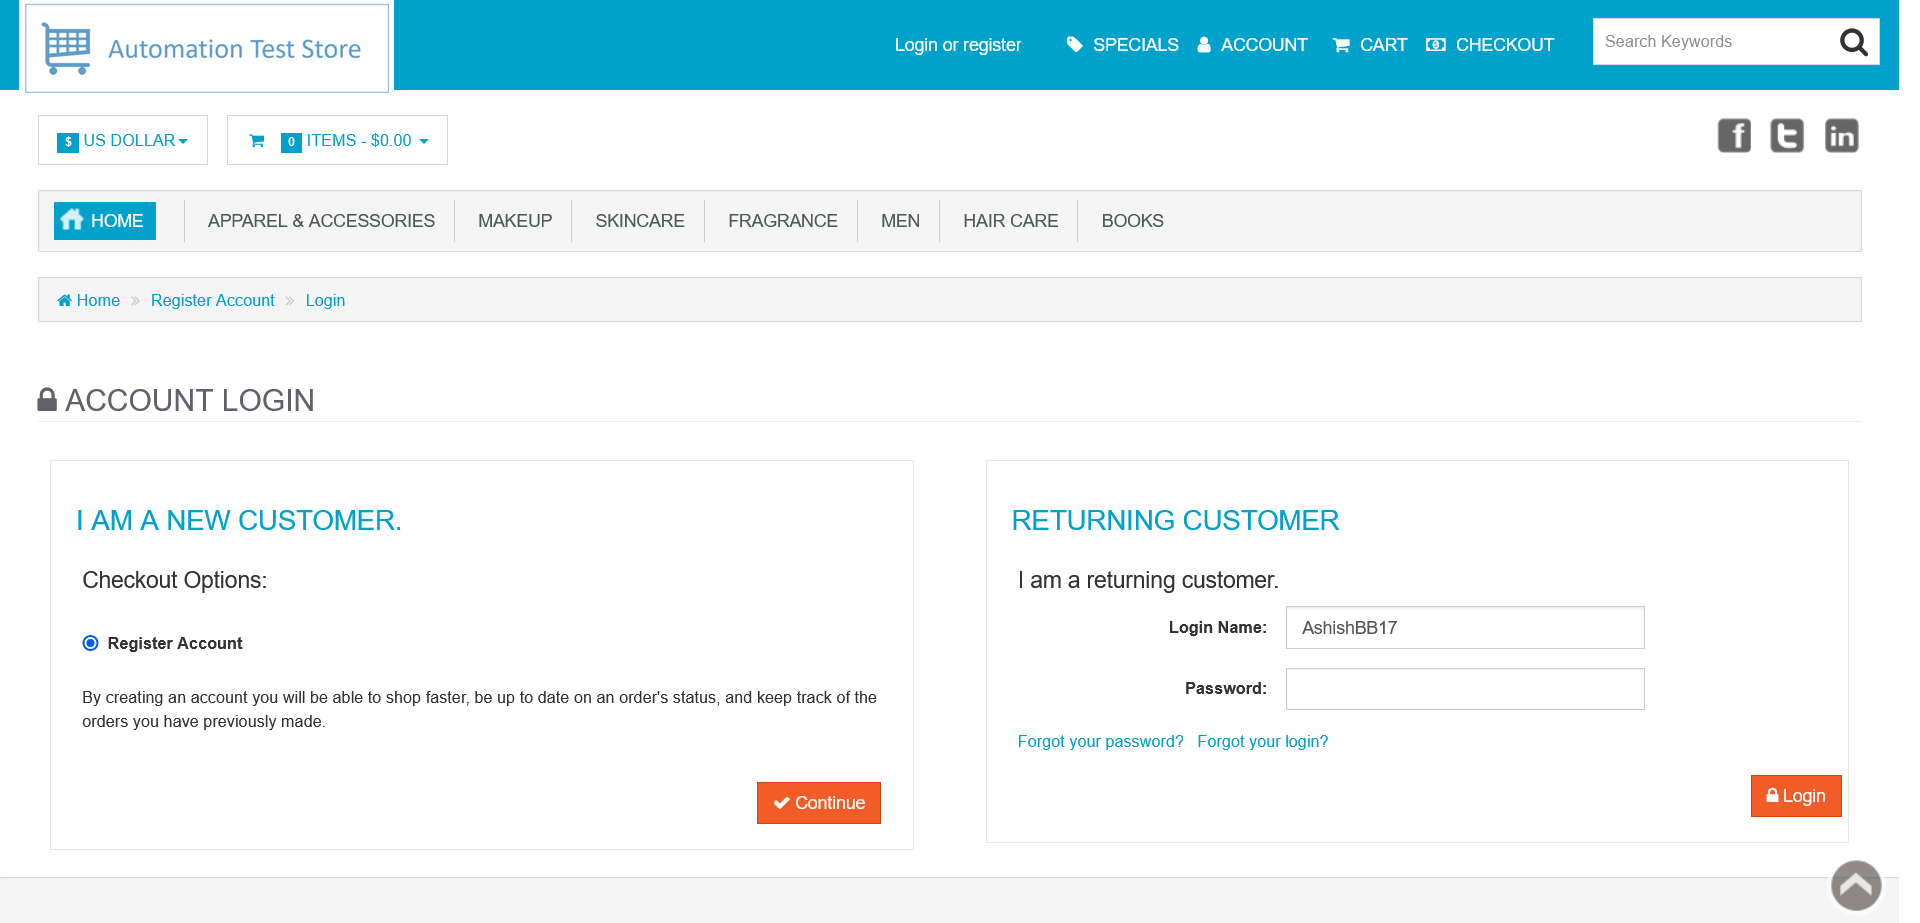 Automation Test Store
Login or register SPECIALS ACCOUNT CART CHECKOUT Search Keywords
$ US DOLLAR 0 ITEMS - $0.00
HOME APPAREL & ACCESSORIES MAKEUP SKINCARE FRAGRANCE MEN HAIR CARE BOOKS
Home » Register Account » Login
ACCOUNT LOGIN
I AM A NEW CUSTOMER.
Checkout Options:
Register Account
By creating an account you will be able to shop faster, be up to date on an order's status, and keep track of the
orders you have previously made.
Continue
RETURNING CUSTOMER
I am a returning customer.
Login Name: AshishBB17
Password:
Forgot your password? Forgot your login?
Login